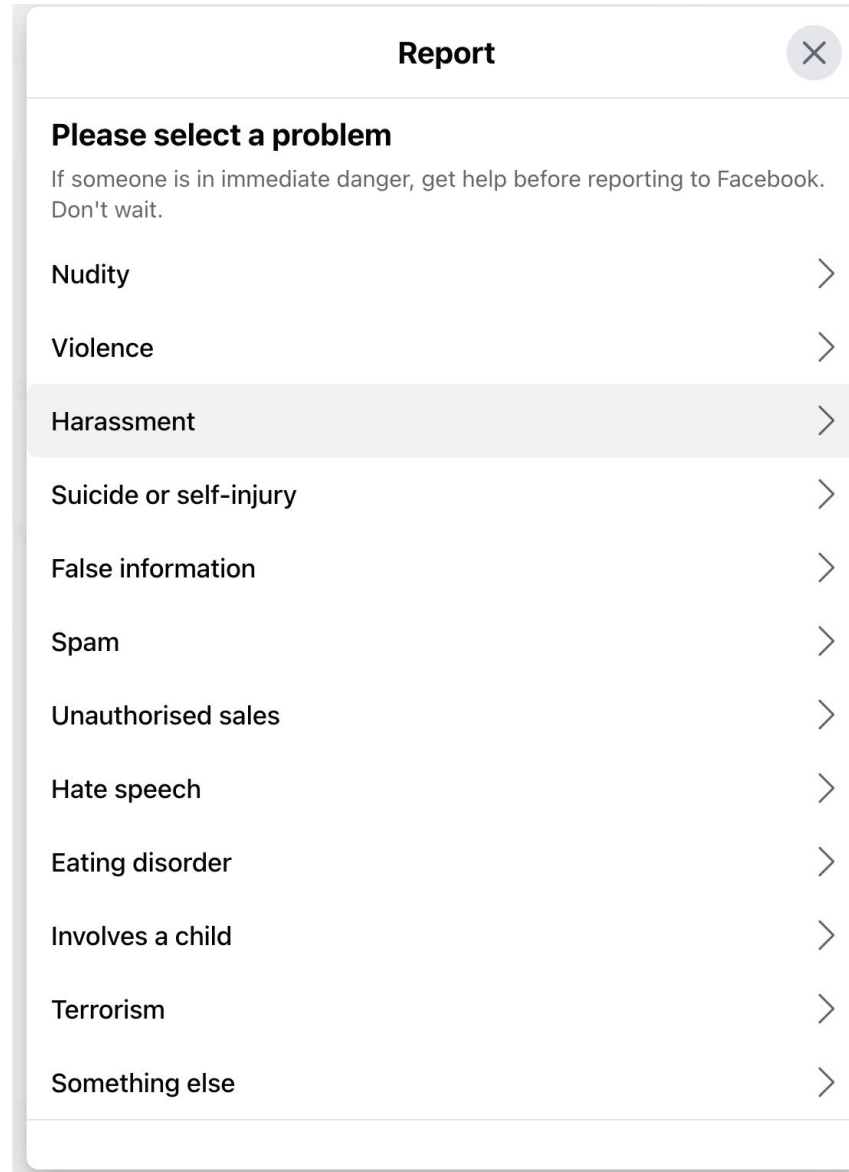 Report
Please select a problem
If someone is in immediate danger, get help before reporting to Facebook.
Don't wait.
Nudity
Violence
Harassment
Suicide or self-injury
False information
Spam
Unauthorised sales
Hate speech
Eating disorder
Involves a child
Terrorism
Something else